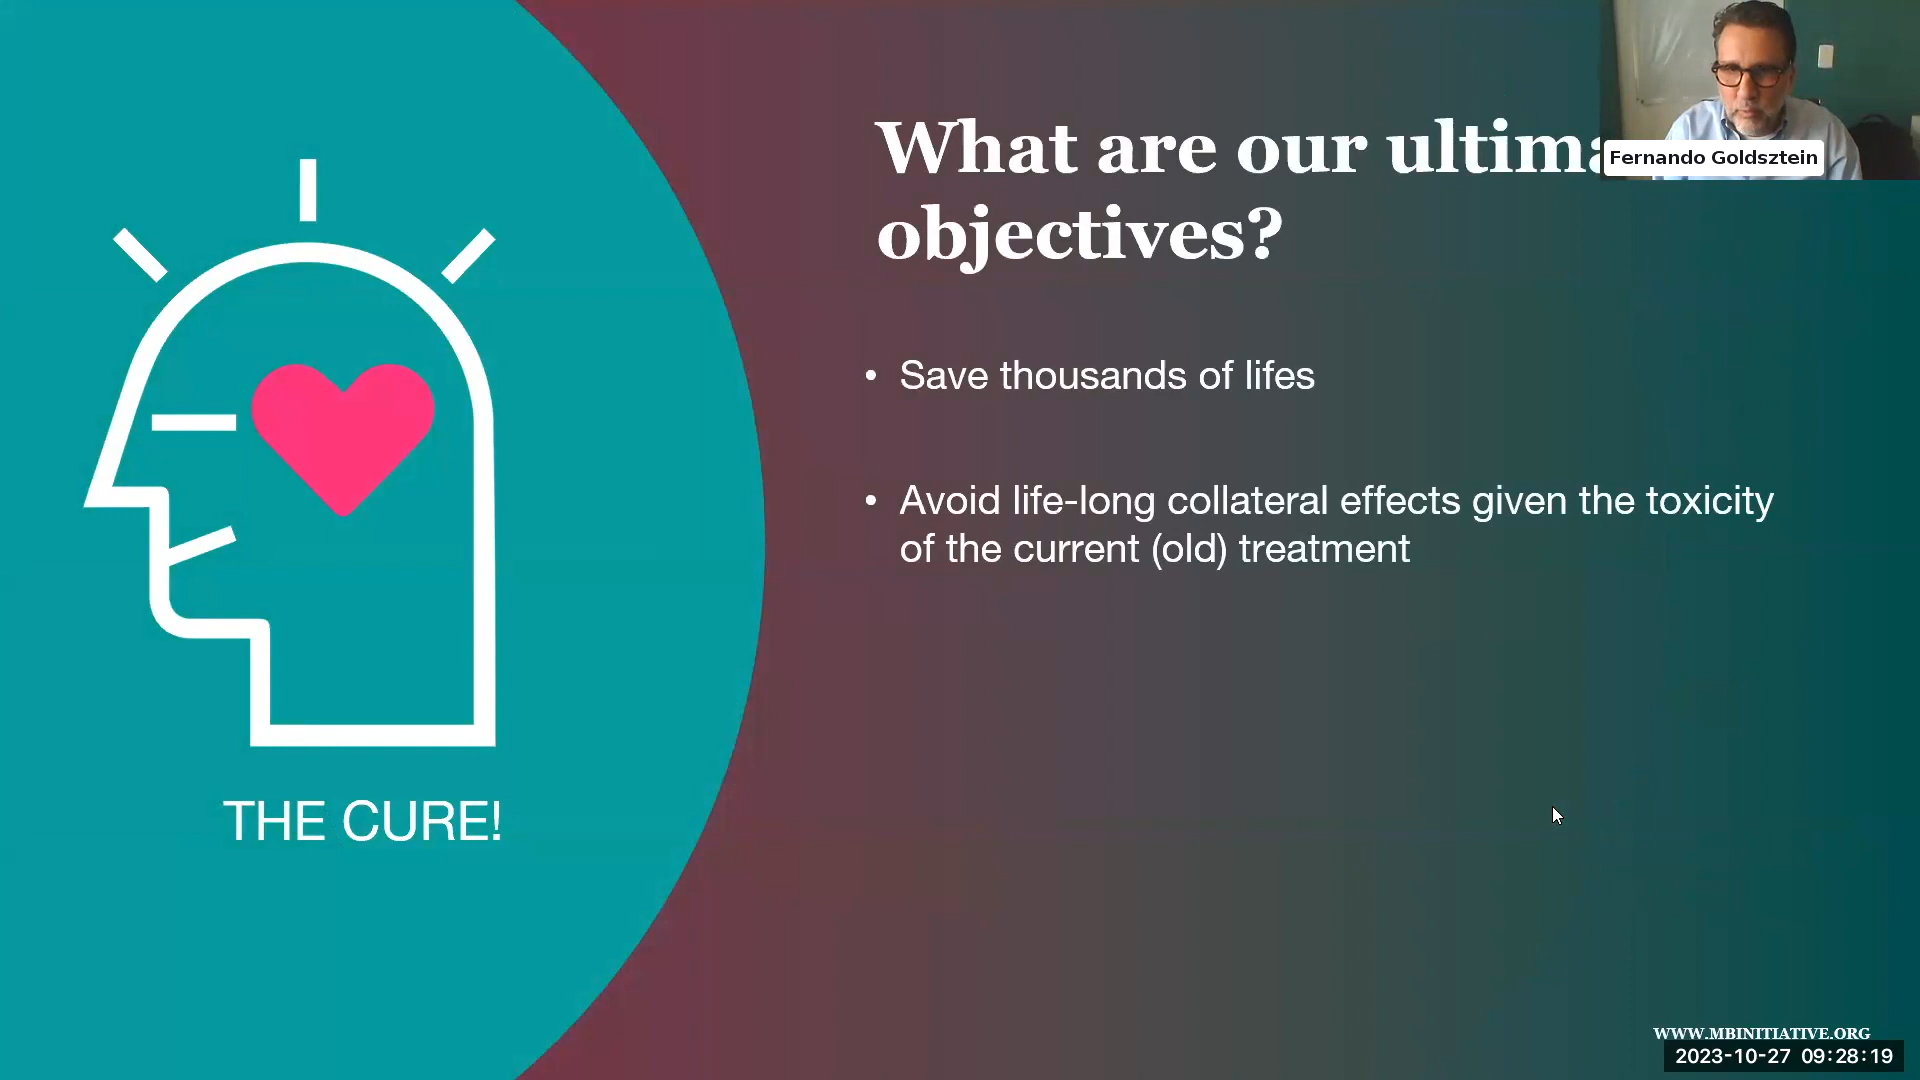 What are our ultima
objectives?
Fernando Goldsztein
• Save thousands of lifes
• Avoid life-long collateral effects given the toxicity
of the current (old) treatment
THE CURE!
WWW.MBINITIATIVE.ORG
2023-10-27 09:28:19